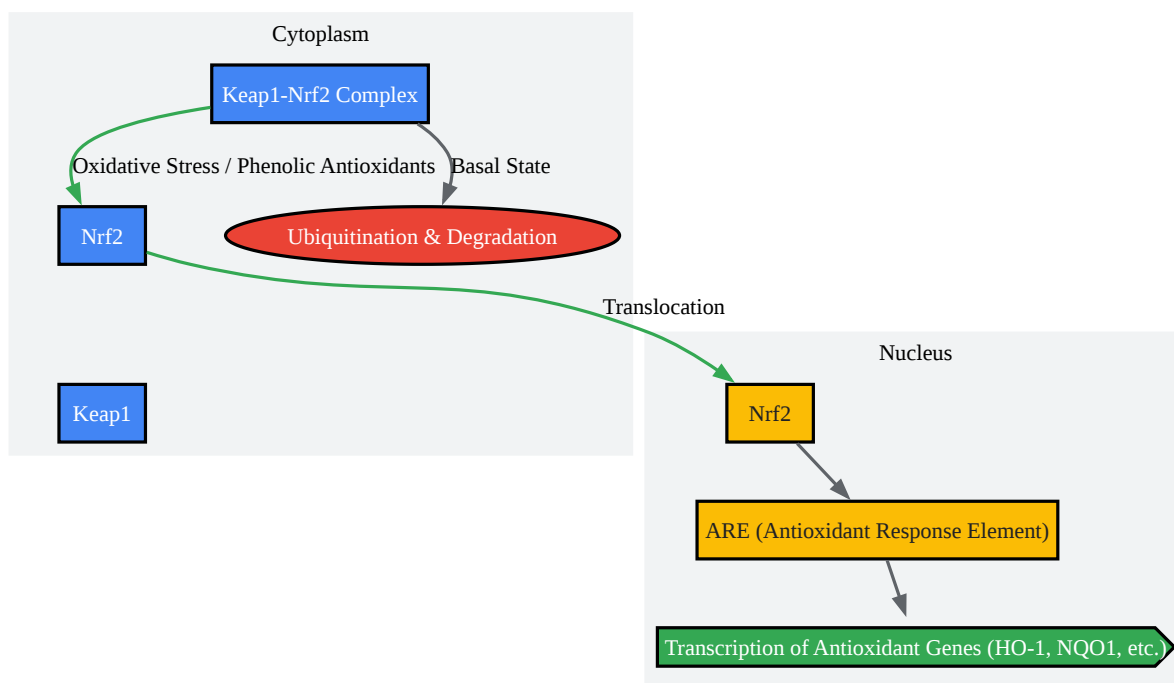 Cytoplasm
Keap1-Nrf2 Complex
Oxidative Stress / Phenolic Antioxidants
Basal State
Nrf2
Ubiquitination & Degradation
Translocation
Nucleus
Keap1
Nrf2
ARE (Antioxidant Response Element)
Transcription of Antioxidant Genes (HO-1, NQO1, etc.)